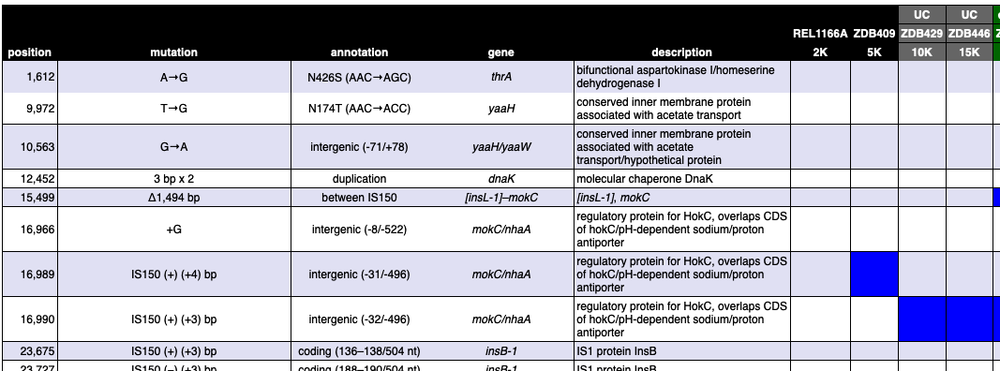 UC UC
REL1166A ZDB409 ZDB429 ZDB446
position mutation annotation gene description 2K 5K 10K 15K
1,612 A→G N426S (AAC→AGC) thrA bifunctional aspartokinase I/homeserine
dehydrogenase I
9,972 T→G N174T (AAC→ACC) yaaH conserved inner membrane protein
associated with acetate transport
10,563 G→A intergenic (-71/+78) yaaH/yaaW conserved inner membrane protein
associated with acetate
transport/hypothetical protein
12,452 3 bp x 2 duplication dnaK molecular chaperone DnaK
15,499 Δ1,494 bp between IS150 [insL-1]–mokC [insL-1], mokC
16,966 +G intergenic (-8/-522) mokC/nhaA regulatory protein for HokC, overlaps CDS
of hokC/pH-dependent sodium/proton
antiporter
16,989 IS150 (+) (+4) bp intergenic (-31/-496) mokC/nhaA regulatory protein for HokC, overlaps CDS
of hokC/pH-dependent sodium/proton
antiporter
16,990 IS150 (+) (+3) bp intergenic (-32/-496) mokC/nhaA regulatory protein for HokC, overlaps CDS
of hokC/pH-dependent sodium/proton
antiporter
23,675 IS150 (+) (+3) bp coding (136–138/504 nt) insB-1 IS1 protein InsB
23,727 IS150 (–) (+3) bp coding (188–190/504 nt) insB-1 IS1 protein InsB